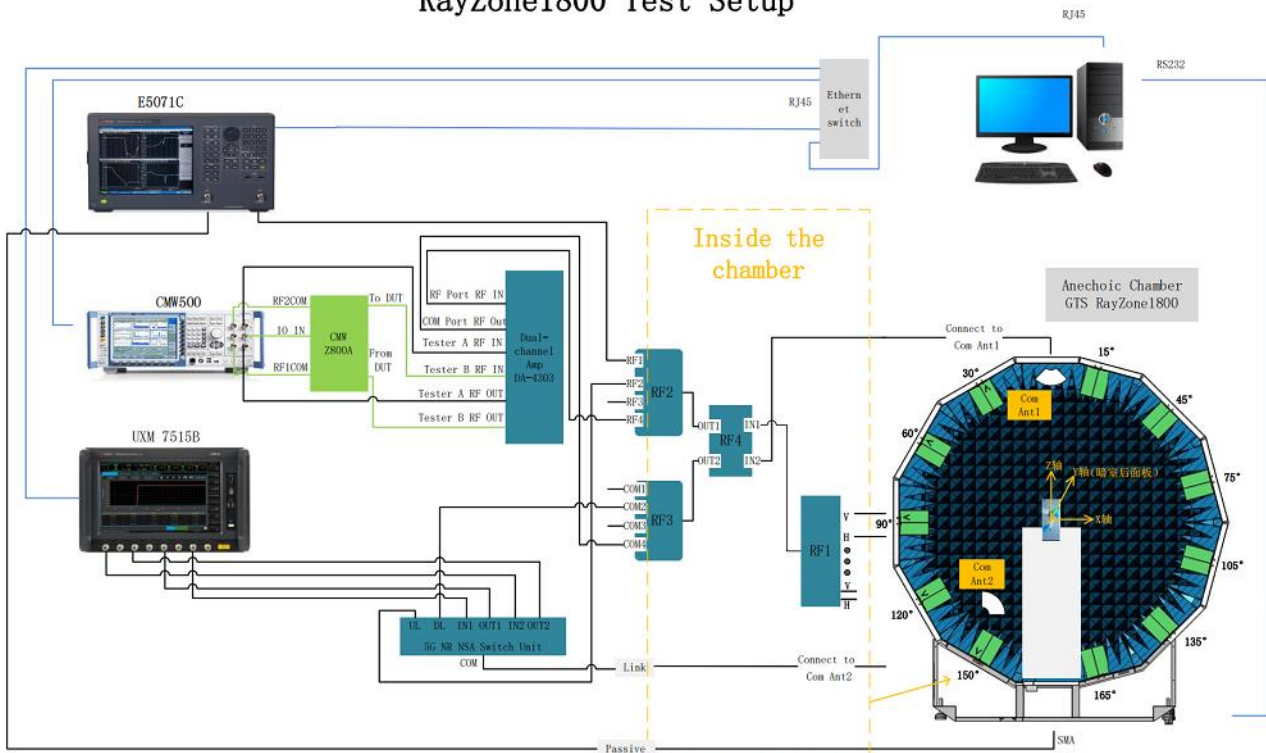 RayZone1800 Test Setup
RJ45
RS232
E5071C
RJ45
Ethern
et
switch
Inside the
chamber
Anechoic Chamber
GTS RayZone1800
CMW500
RF2COM
To DUT
IO IN
CMW
Z800A
From
DUT
RF1COM
RF Port RF IN
COM Port RF Out
Tester A RF IN
Tester B RF IN
Tester A RF OUT
Tester B RF OUT
Dual-
channel
Amp
DA-4303
RF1
RF2
RF3
RF4
RF2
OUT1
IN1
OUT2
IN2
RF4
Connect to
Com Ant1
15°
30°
Com
Ant1
45°
60°
Z轴
Y轴(暗室后面板)
75°
X轴
90°
UXM 7515B
COM1
COM2
COM3
COM4
RF3
RF1
V
H
V
H
Com
Ant2
105°
120°
135°
150°
165°
UL DL IN1 OUT1 IN2 OUT2
5G NR NSA Switch Unit
COM
Link
Connect to
Com Ant2
SMA
Passive